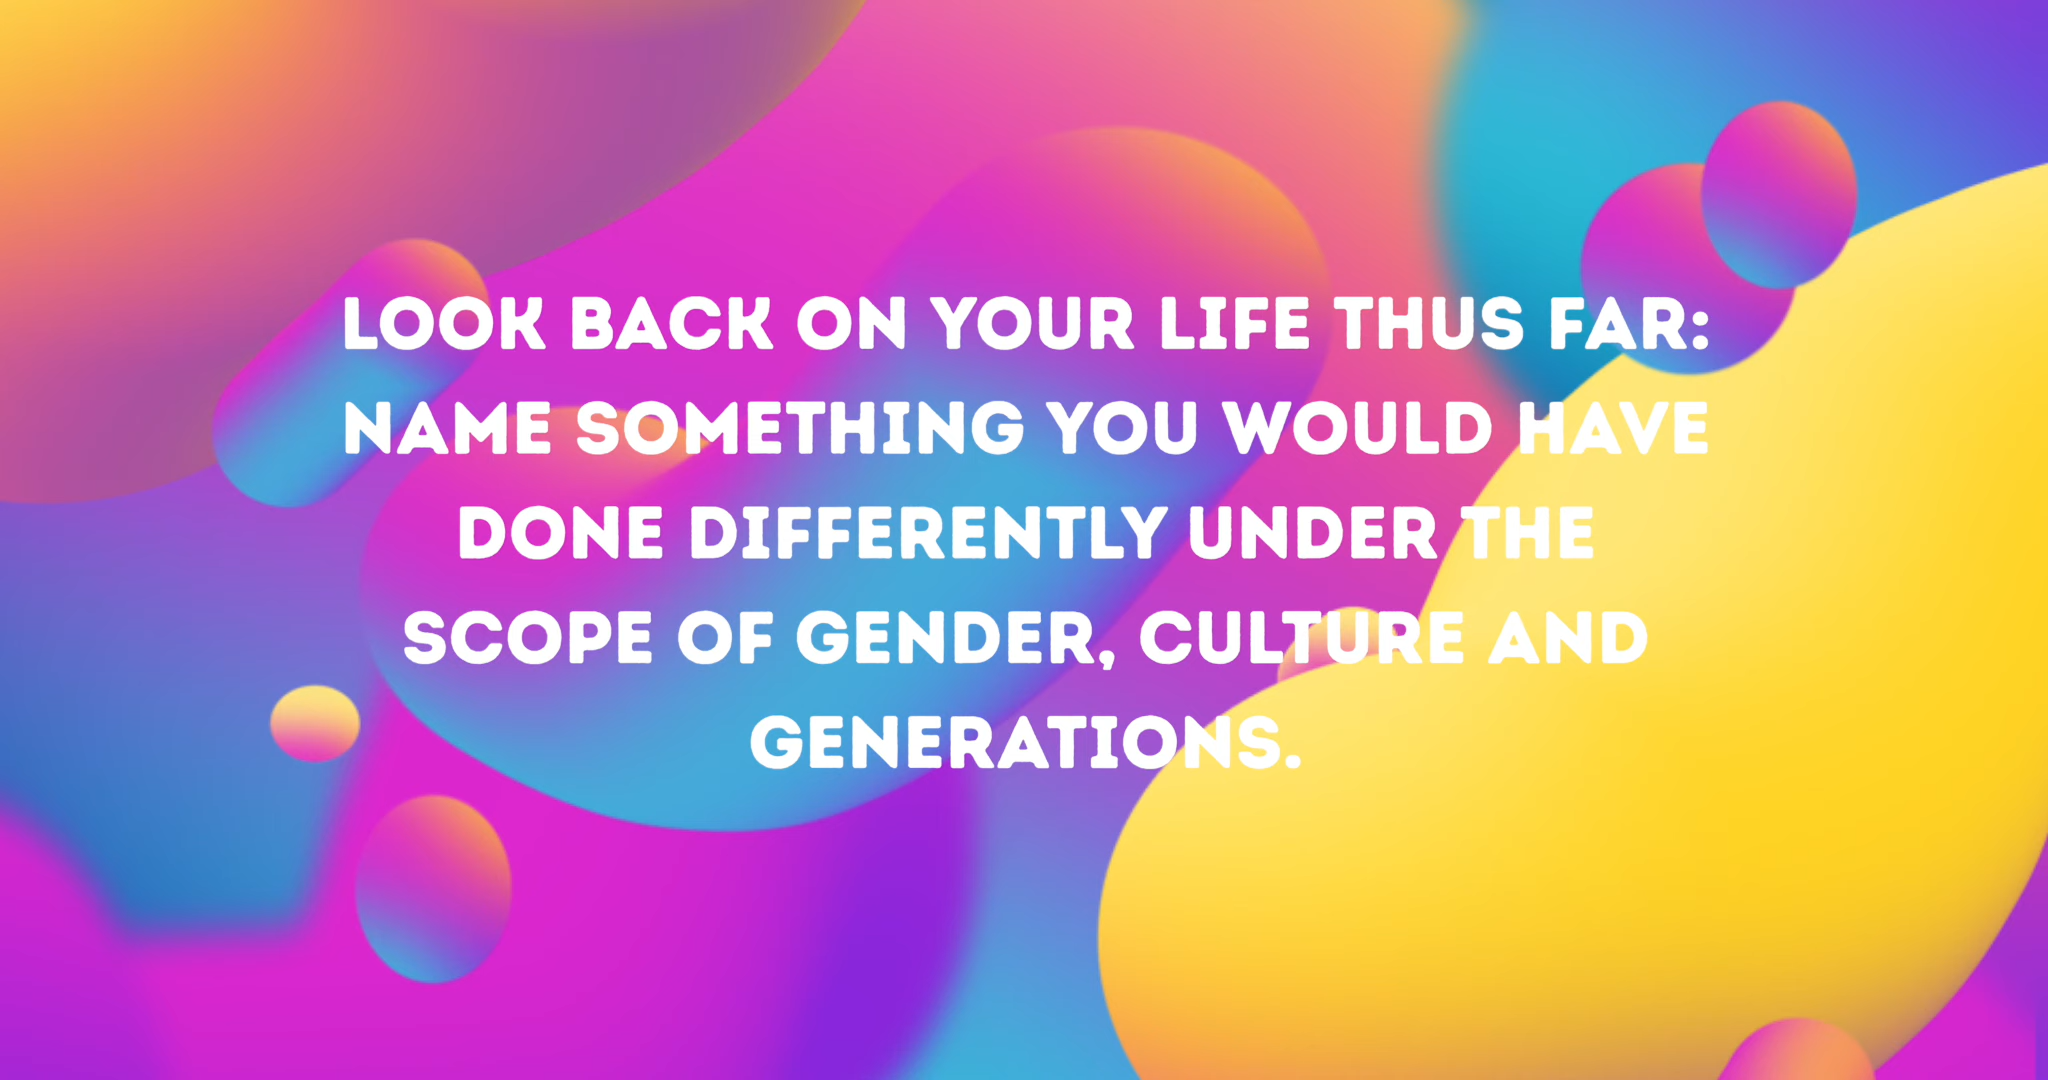 LOOK BACK ON YOUR LIFE THUS FAR:
NAME SOMETHING YOU WOULD HAVE
DONE DIFFERENTLY UNDER THE
SCOPE OF GENDER, CULTURE AND
GENERATIONS.